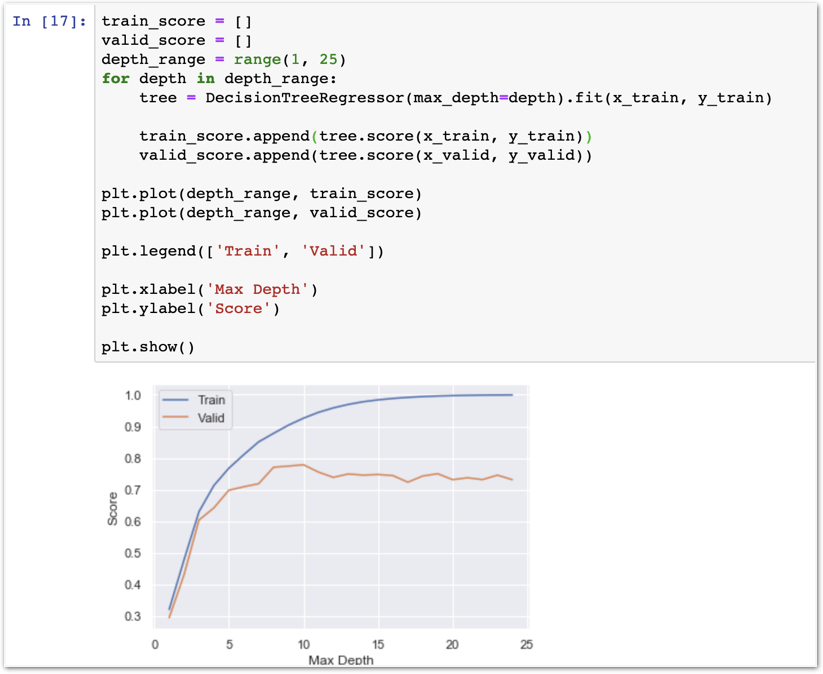 In [17]: train_score = []
valid_score = []
depth_range = range(1, 25)
for depth in depth_range:
    tree = DecisionTreeRegressor(max_depth=depth).fit(x_train, y_train)
    train_score.append(tree.score(x_train, y_train))
    valid_score.append(tree.score(x_valid, y_valid))
plt.plot(depth_range, train_score)
plt.plot(depth_range, valid_score)
plt.legend(['Train', 'Valid'])
plt.xlabel('Max Depth')
plt.ylabel('Score')
plt.show()
Train
Valid
1.0
0.9
0.8
0.7
0.6
0.5
0.4
0.3
Score
0 5 10 15 20 25
Max Depth